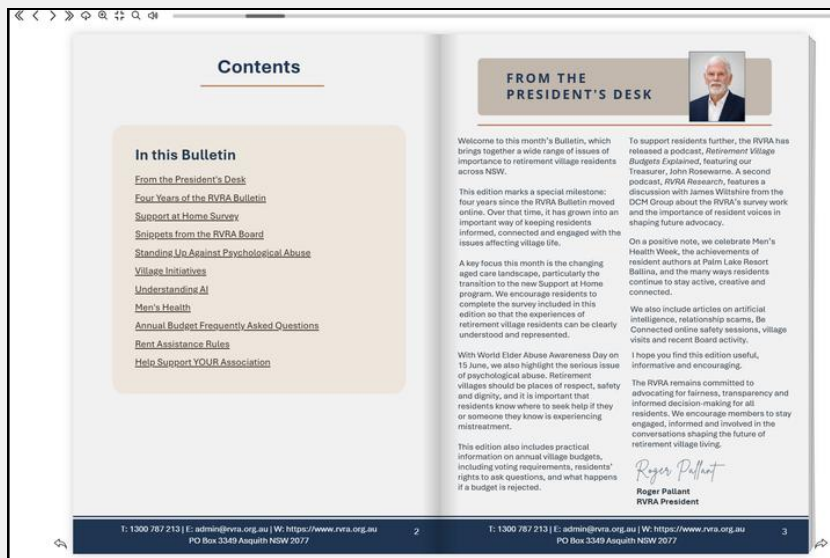 Contents
In this Bulletin
From the President's Desk
Four Years of the RVRA Bulletin
Support at Home Survey
Snippets from the RVRA Board
Standing Up Against Psychological Abuse
Village Initiatives
Understanding AI
Men's Health
Annual Budget Frequently Asked Questions
Rent Assistance Rules
Help Support YOUR Association
T: 1300 787 213 | E: admin@rvra.org.au | W: https://www.rvra.org.au
PO Box 3349 Asquith NSW 2077
2
FROM THE
PRESIDENT'S DESK
Welcome to this month's Bulletin, which
brings together a wide range of issues of
importance to retirement village residents
across NSW.
This edition marks a special milestone:
four years since the RVRA Bulletin moved
online. Over that time, it has grown into an
important way of keeping residents
informed, connected and engaged with the
issues affecting village life.
A key focus this month is the changing
aged care landscape, particularly the
transition to the new Support at Home
program. We encourage residents to
complete the survey included in this
edition so that the experiences of
retirement village residents can be clearly
understood and represented.
With World Elder Abuse Awareness Day on
15 June, we also highlight the serious issue
of psychological abuse. Retirement
villages should be places of respect, safety
and dignity, and it is important that
residents know where to seek help if they
or someone they know is experiencing
mistreatment.
This edition also includes practical
information on annual village budgets,
including voting requirements, residents'
rights to ask questions, and what happens
if a budget is rejected.
To support residents further, the RVRA has
released a podcast, Retirement Village
Budgets Explained, featuring our
Treasurer, John Rosewarne. A second
podcast, RVRA Research, features a
discussion with James Wiltshire from the
DCM Group about the RVRA's survey work
and the importance of resident voices in
shaping future advocacy.
On a positive note, we celebrate Men's
Health Week, the achievements of
resident authors at Palm Lake Resort
Ballina, and the many ways residents
continue to stay active, creative and
connected.
We also include articles on artificial
intelligence, relationship scams, Be
Connected online safety sessions, village
visits and recent Board activity.
I hope you find this edition useful,
informative and encouraging.
The RVRA remains committed to
advocating for fairness, transparency and
informed decision-making for all
residents. We encourage members to stay
engaged, informed and involved in the
conversations shaping the future of
retirement village living.
Roger Pallant
Roger Pallant
RVRA President
T: 1300 787 213 | E: admin@rvra.org.au | W: https://www.rvra.org.au
PO Box 3349 Asquith NSW 2077
3